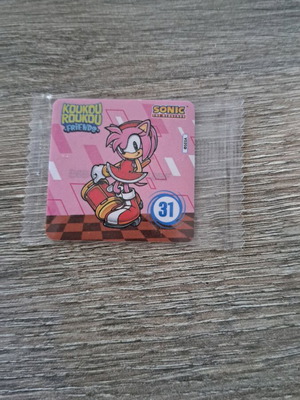 KOUKOU
ROUKOU
FRIENDS
SONIC
THE HEDGEHOG
31